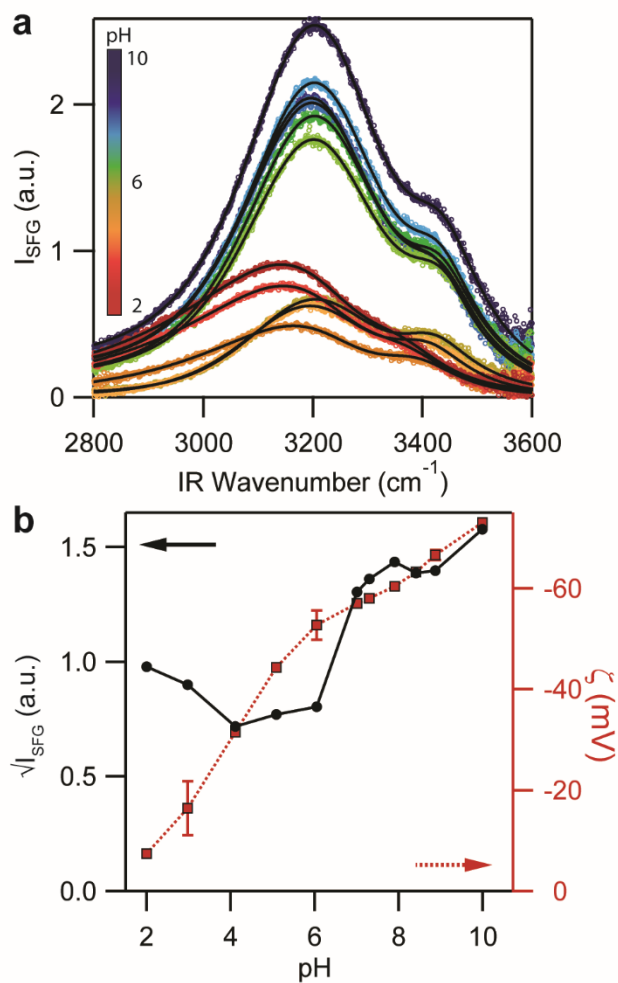 a
pH
10
6
2
2
1
0
I_SFG (a.u.)
2800 3000 3200 3400 3600
IR Wavenumber (cm⁻¹)
b
1.5
1.0
0.5
0.0
√I_SFG (a.u.)
-60
-40
-20
0
ζ (mV)
2 4 6 8 10
pH